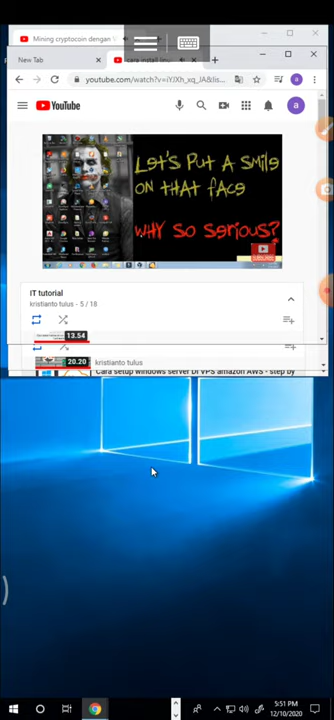 Mining cryptocoin dengan
New Tab
cara install linu
youtube.com/watch?v=iYJXh_xq_JA&lis
a
YouTube
a
Let's Put A Smile
on that face
Why so serious?
SUBSCRIBE
IT tutorial
kristianto tulus - 5 / 18
13.54
20.20
kristianto tulus
Cara setup windows server Di VPS amazon AWS - step by
5:51 PM
12/10/2020